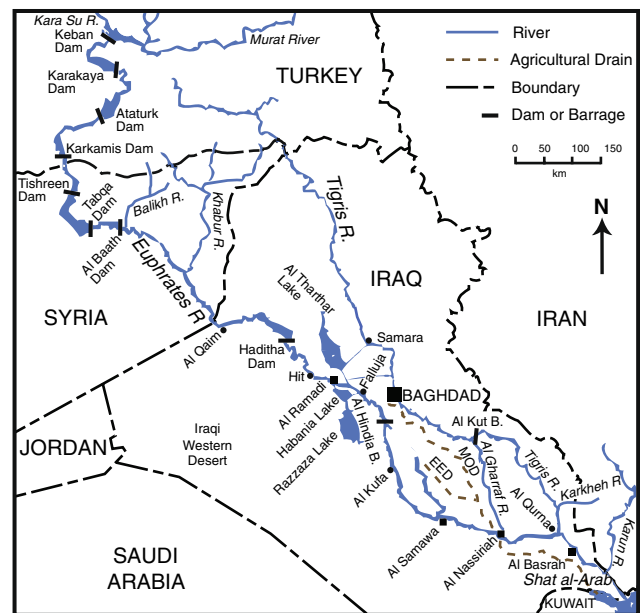 Kara Su R.
Keban
Dam
Murat River
Karakaya
Dam
TURKEY
Ataturk
Dam
Karkamis Dam
Tishreen
Dam
Tabqa
Dam
Balikh R.
Khabur R.
Al Baath
Dam
Euphrates R
Tigris R.
SYRIA
IRAQ
IRAN
River
Agricultural Drain
Boundary
Dam or Barrage
0 50 100 150
km
N
Al Tharthar
Lake
Samara
Al Qaim
Haditha
Dam
Hit
Falluja
BAGHDAD
Al Ramadi
Habania Lake
Razzaza Lake
Al Hindia B.
Al Kut B.
JORDAN
Iraqi
Western
Desert
EED
MOD
Al Gharraf R.
Tigris R.
Karkheh R
Al Kufa
Al Qurna
Karun R.
Al Samawa
Al Nassiriah
Al Basrah
Shat al-Arab
SAUDI
ARABIA
KUWAIT